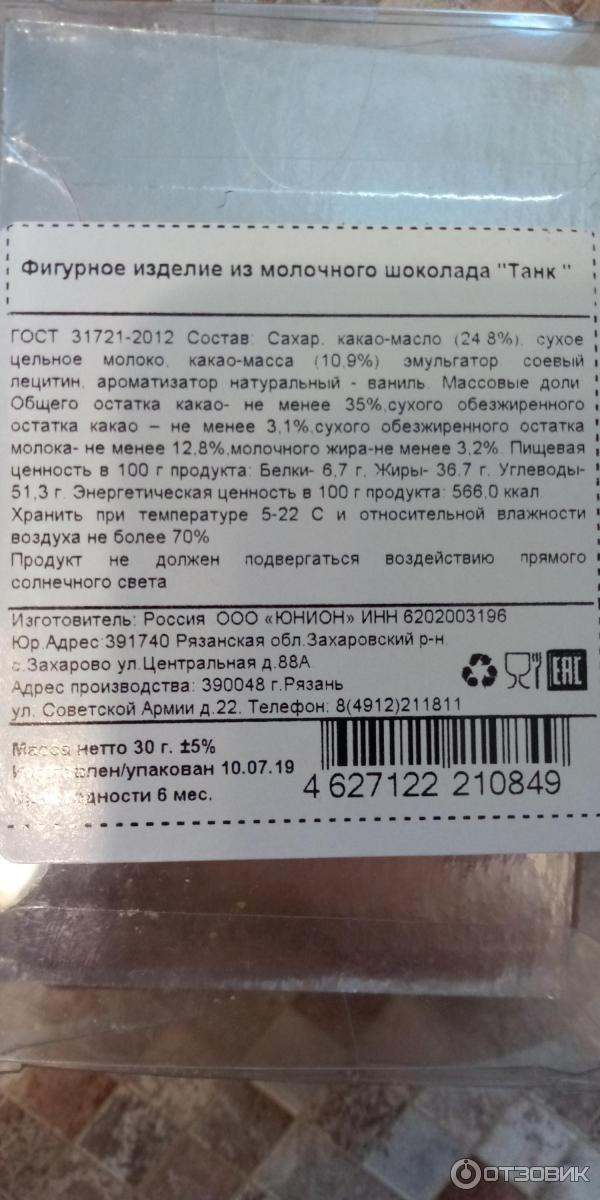 Фигурное изделие из молочного шоколада "Танк "
ГОСТ 31721-2012 Состав: Сахар, какао-масло (24.8%), сухое
цельное молоко, какао-масса (10,9%) эмульгатор соевый
лецитин, ароматизатор натуральный - ваниль. Массовые доли
Общего остатка какао- не менее 35%,сухого обезжиренного
остатка какао – не менее 3,1%,сухого обезжиренного остатка
молока- не менее 12,8%,молочного жира-не менее 3,2%. Пищевая
ценность в 100 г продукта: Белки- 6,7 г, Жиры- 36,7 г. Углеводы-
51,3 г. Энергетическая ценность в 100 г продукта: 566,0 ккал.
Хранить при температуре 5-22 С и относительной влажности
воздуха не более 70%
Продукт не должен подвергаться воздействию прямого
солнечного света
Изготовитель: Россия ООО «ЮНИОН» ИНН 6202003196
Юр.Адрес:391740 Рязанская обл.Захаровский р-н,
с.Захарово ул.Центральная д.88А
Адрес производства: 390048 г.Рязань
ул. Советской Армии д.22. Телефон: 8(4912)211811
EAC
Масса нетто 30 г. ±5%
/упакован 10.07.19
6 мес.
4 627122 210849
ОТЗОВИК